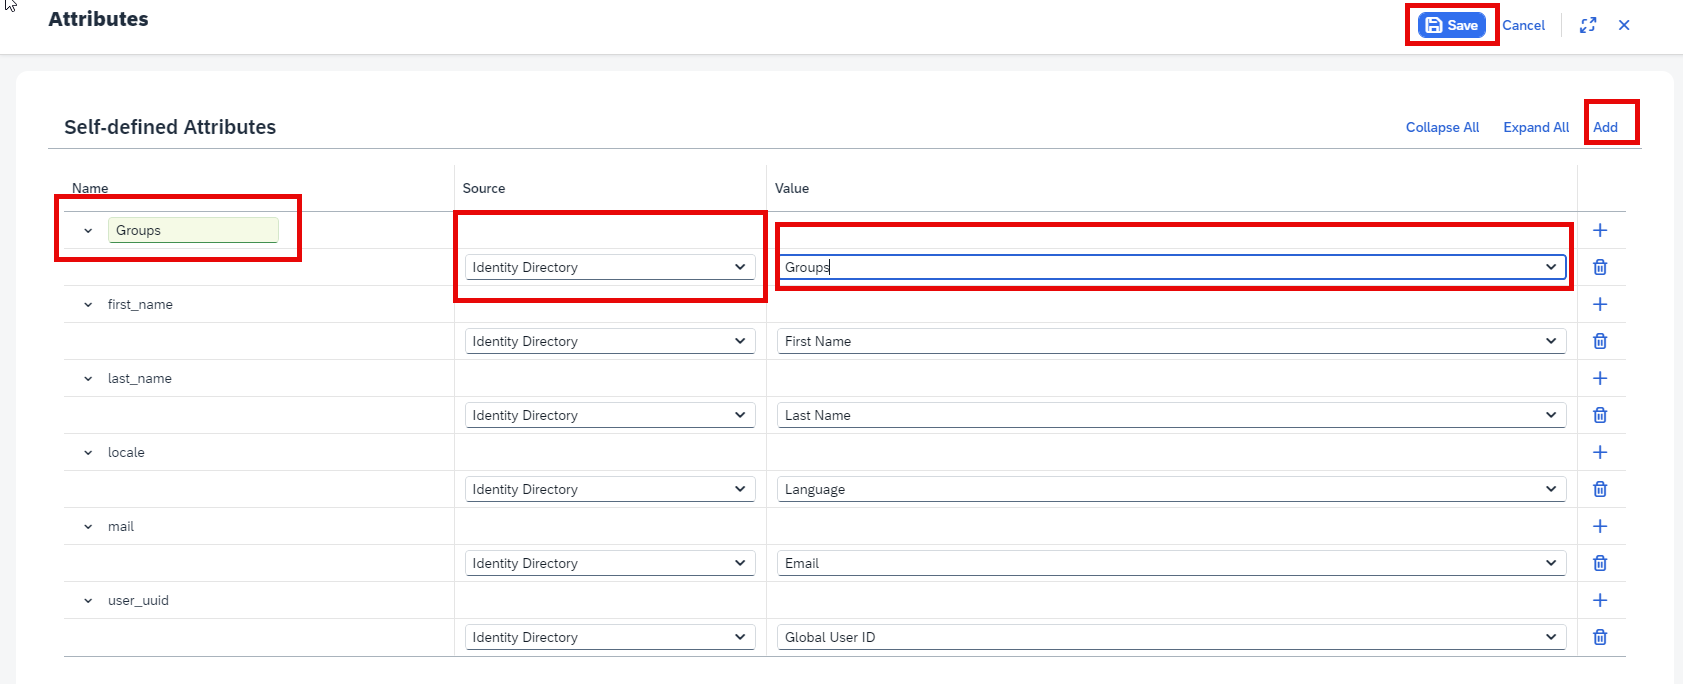 Attributes
Save Cancel
Self-defined Attributes
Collapse All Expand All Add
Name Source Value
Groups
Identity Directory Groups
first_name
Identity Directory First Name
last_name
Identity Directory Last Name
locale
Identity Directory Language
mail
Identity Directory Email
user_uuid
Identity Directory Global User ID